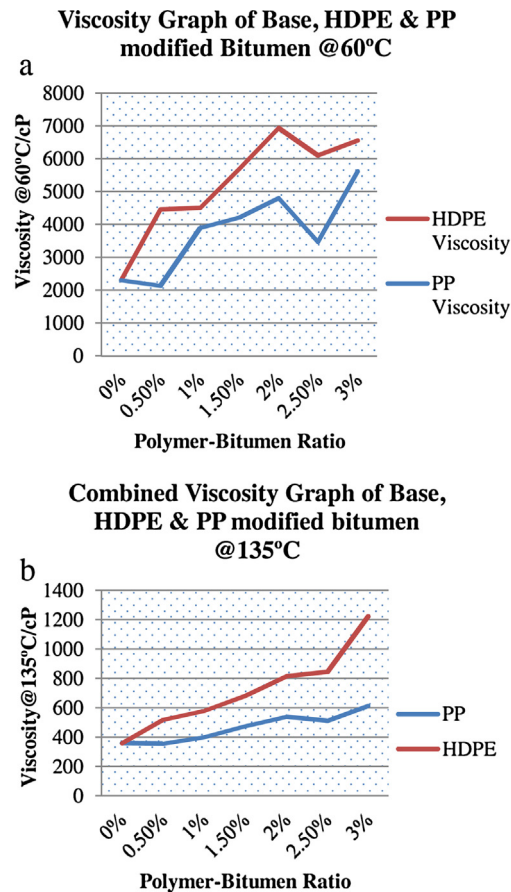 Viscosity Graph of Base, HDPE & PP
modified Bitumen @60ºC
a
Viscosity @60ºC/cP
8000
7000
6000
5000
4000
3000
2000
1000
0
HDPE
Viscosity
PP
Viscosity
0%
0.50%
1%
1.50%
2%
2.50%
3%
Polymer-Bitumen Ratio
Combined Viscosity Graph of Base,
HDPE & PP modified bitumen
@135ºC
b
Viscosity@135ºC/cP
1400
1200
1000
800
600
400
200
0
PP
HDPE
0%
0.50%
1%
1.50%
2%
2.50%
3%
Polymer-Bitumen Ratio